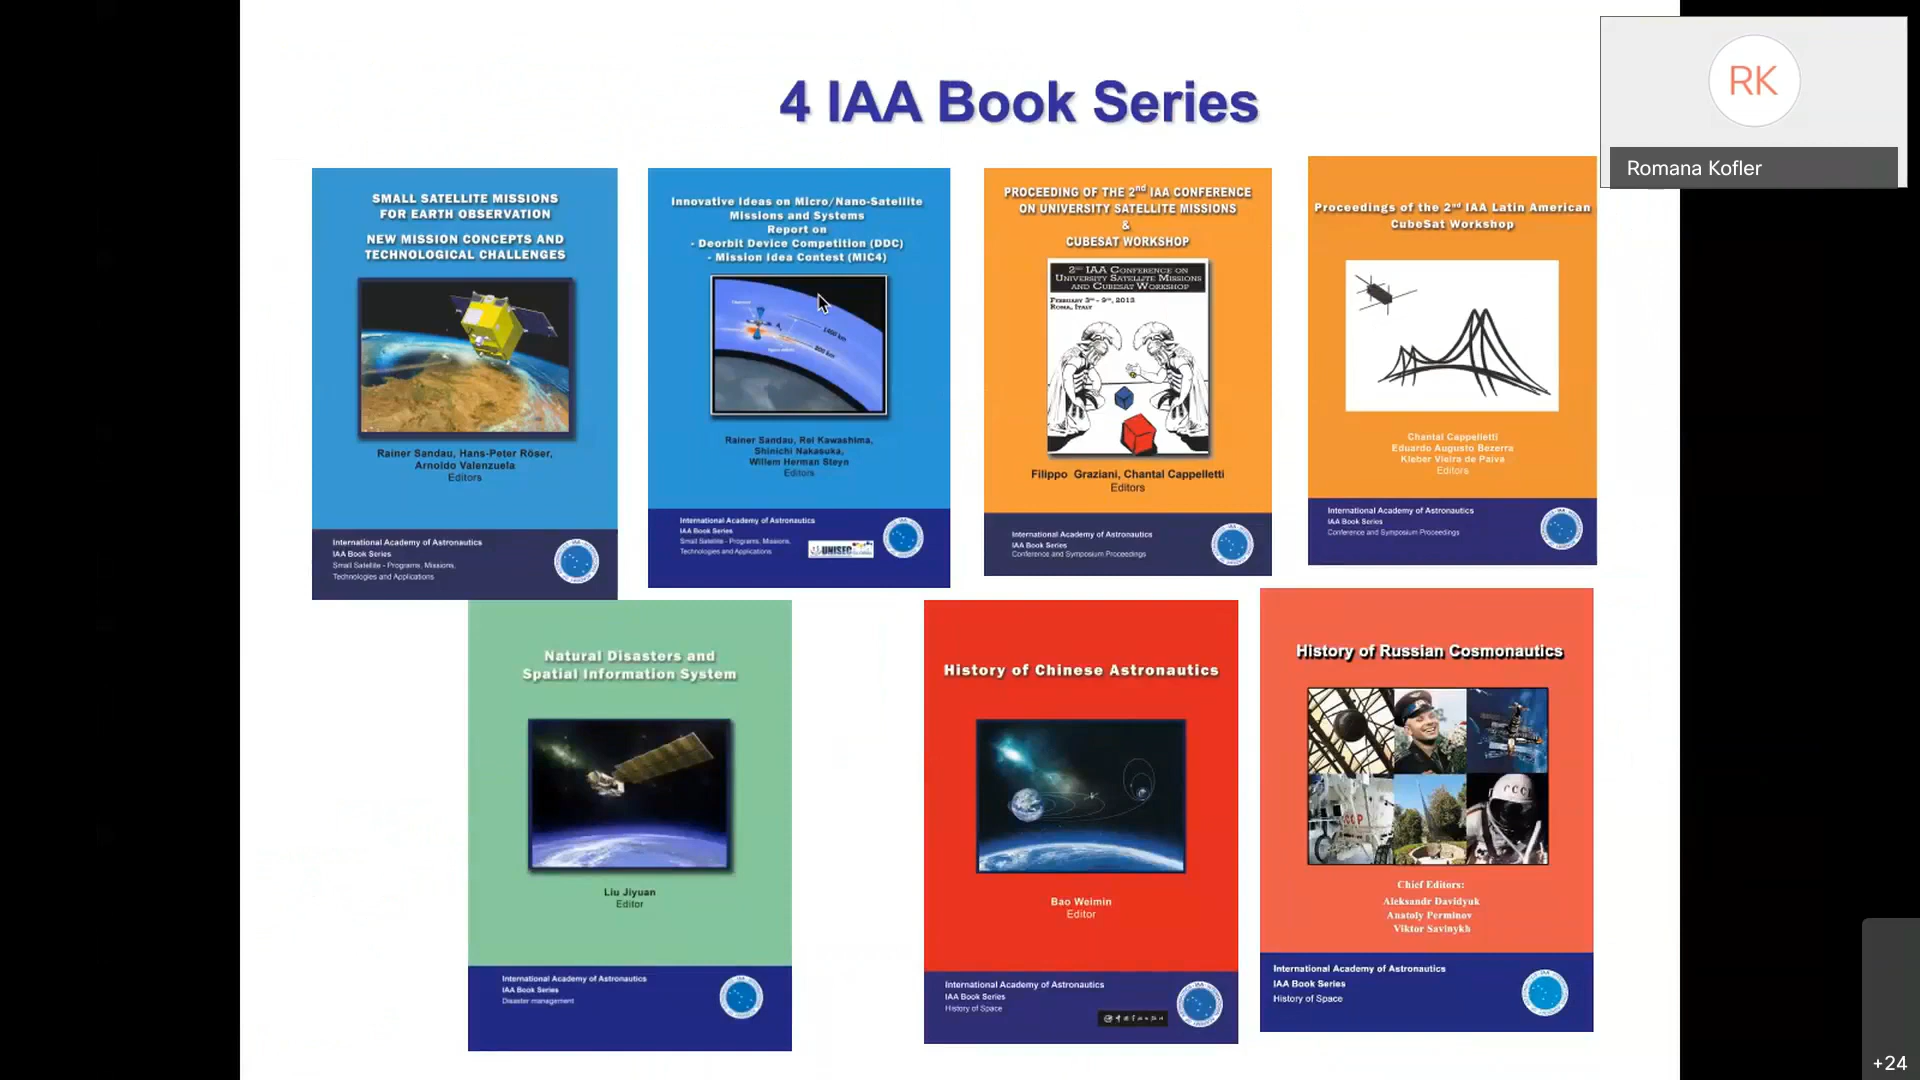 4 IAA Book Series
RK
Romana Kofler
SMALL SATELLITE MISSIONS
FOR EARTH OBSERVATION
NEW MISSION CONCEPTS AND
TECHNOLOGICAL CHALLENGES
Rainer Sandau, Hans-Peter Röser,
Arnoldo Valenzuela
Editors
International Academy of Astronautics
IAA Book Series
Small Satellite - Programs, Missions,
Technologies and Applications
Innovative Ideas on Micro/Nano-Satellite
Missions and Systems
Report on
- Deorbit Device Competition (DDC)
- Mission Idea Contest (MIC4)
1400 km
800 km
Rainer Sandau, Rei Kawashima,
Shinichi Nakasuka,
Willem Herman Steyn
Editors
International Academy of Astronautics
IAA Book Series
Small Satellite - Programs, Missions,
Technologies and Applications
UNISEC
PROCEEDING OF THE 2nd IAA CONFERENCE
ON UNIVERSITY SATELLITE MISSIONS
&
CUBESAT WORKSHOP
2ND IAA CONFERENCE ON
UNIVERSITY SATELLITE MISSIONS
AND CUBESAT WORKSHOP
FEBRUARY 3rd - 9th, 2013
ROMA, ITALY
Filippo Graziani, Chantal Cappelletti
Editors
International Academy of Astronautics
IAA Book Series
Conference and Symposium Proceedings
Proceedings of the 2nd IAA Latin American
CubeSat Workshop
Chantal Cappelletti
Eduardo Augusto Bezerra
Kleber Vieira de Paiva
Editors
International Academy of Astronautics
IAA Book Series
Conference and Symposium Proceedings
Natural Disasters and
Spatial Information System
Liu Jiyuan
Editor
International Academy of Astronautics
IAA Book Series
Disaster management
History of Chinese Astronautics
Bao Weimin
Editor
International Academy of Astronautics
IAA Book Series
History of Space
History of Russian Cosmonautics
СССР
СССР
Chief Editors:
Aleksandr Davidyuk
Anatoly Perminov
Viktor Savinykh
International Academy of Astronautics
IAA Book Series
History of Space
+24